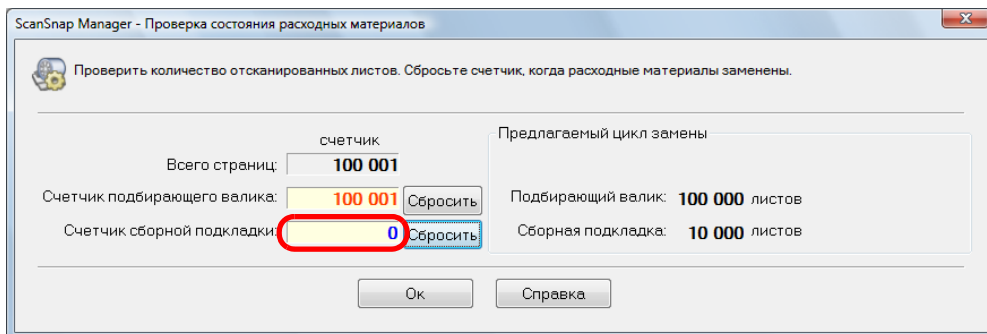 ScanSnap Manager - Проверка состояния расходных материалов
Проверить количество отсканированных листов. Сбросьте счетчик, когда расходные материалы заменены.
счетчик
Всего страниц: 100 001
Счетчик подбирающего валика: 100 001 Сбросить
Счетчик сборной подкладки: 0 Сбросить
Предлагаемый цикл замены
Подбирающий валик: 100 000 листов
Сборная подкладка: 10 000 листов
Ок Справка